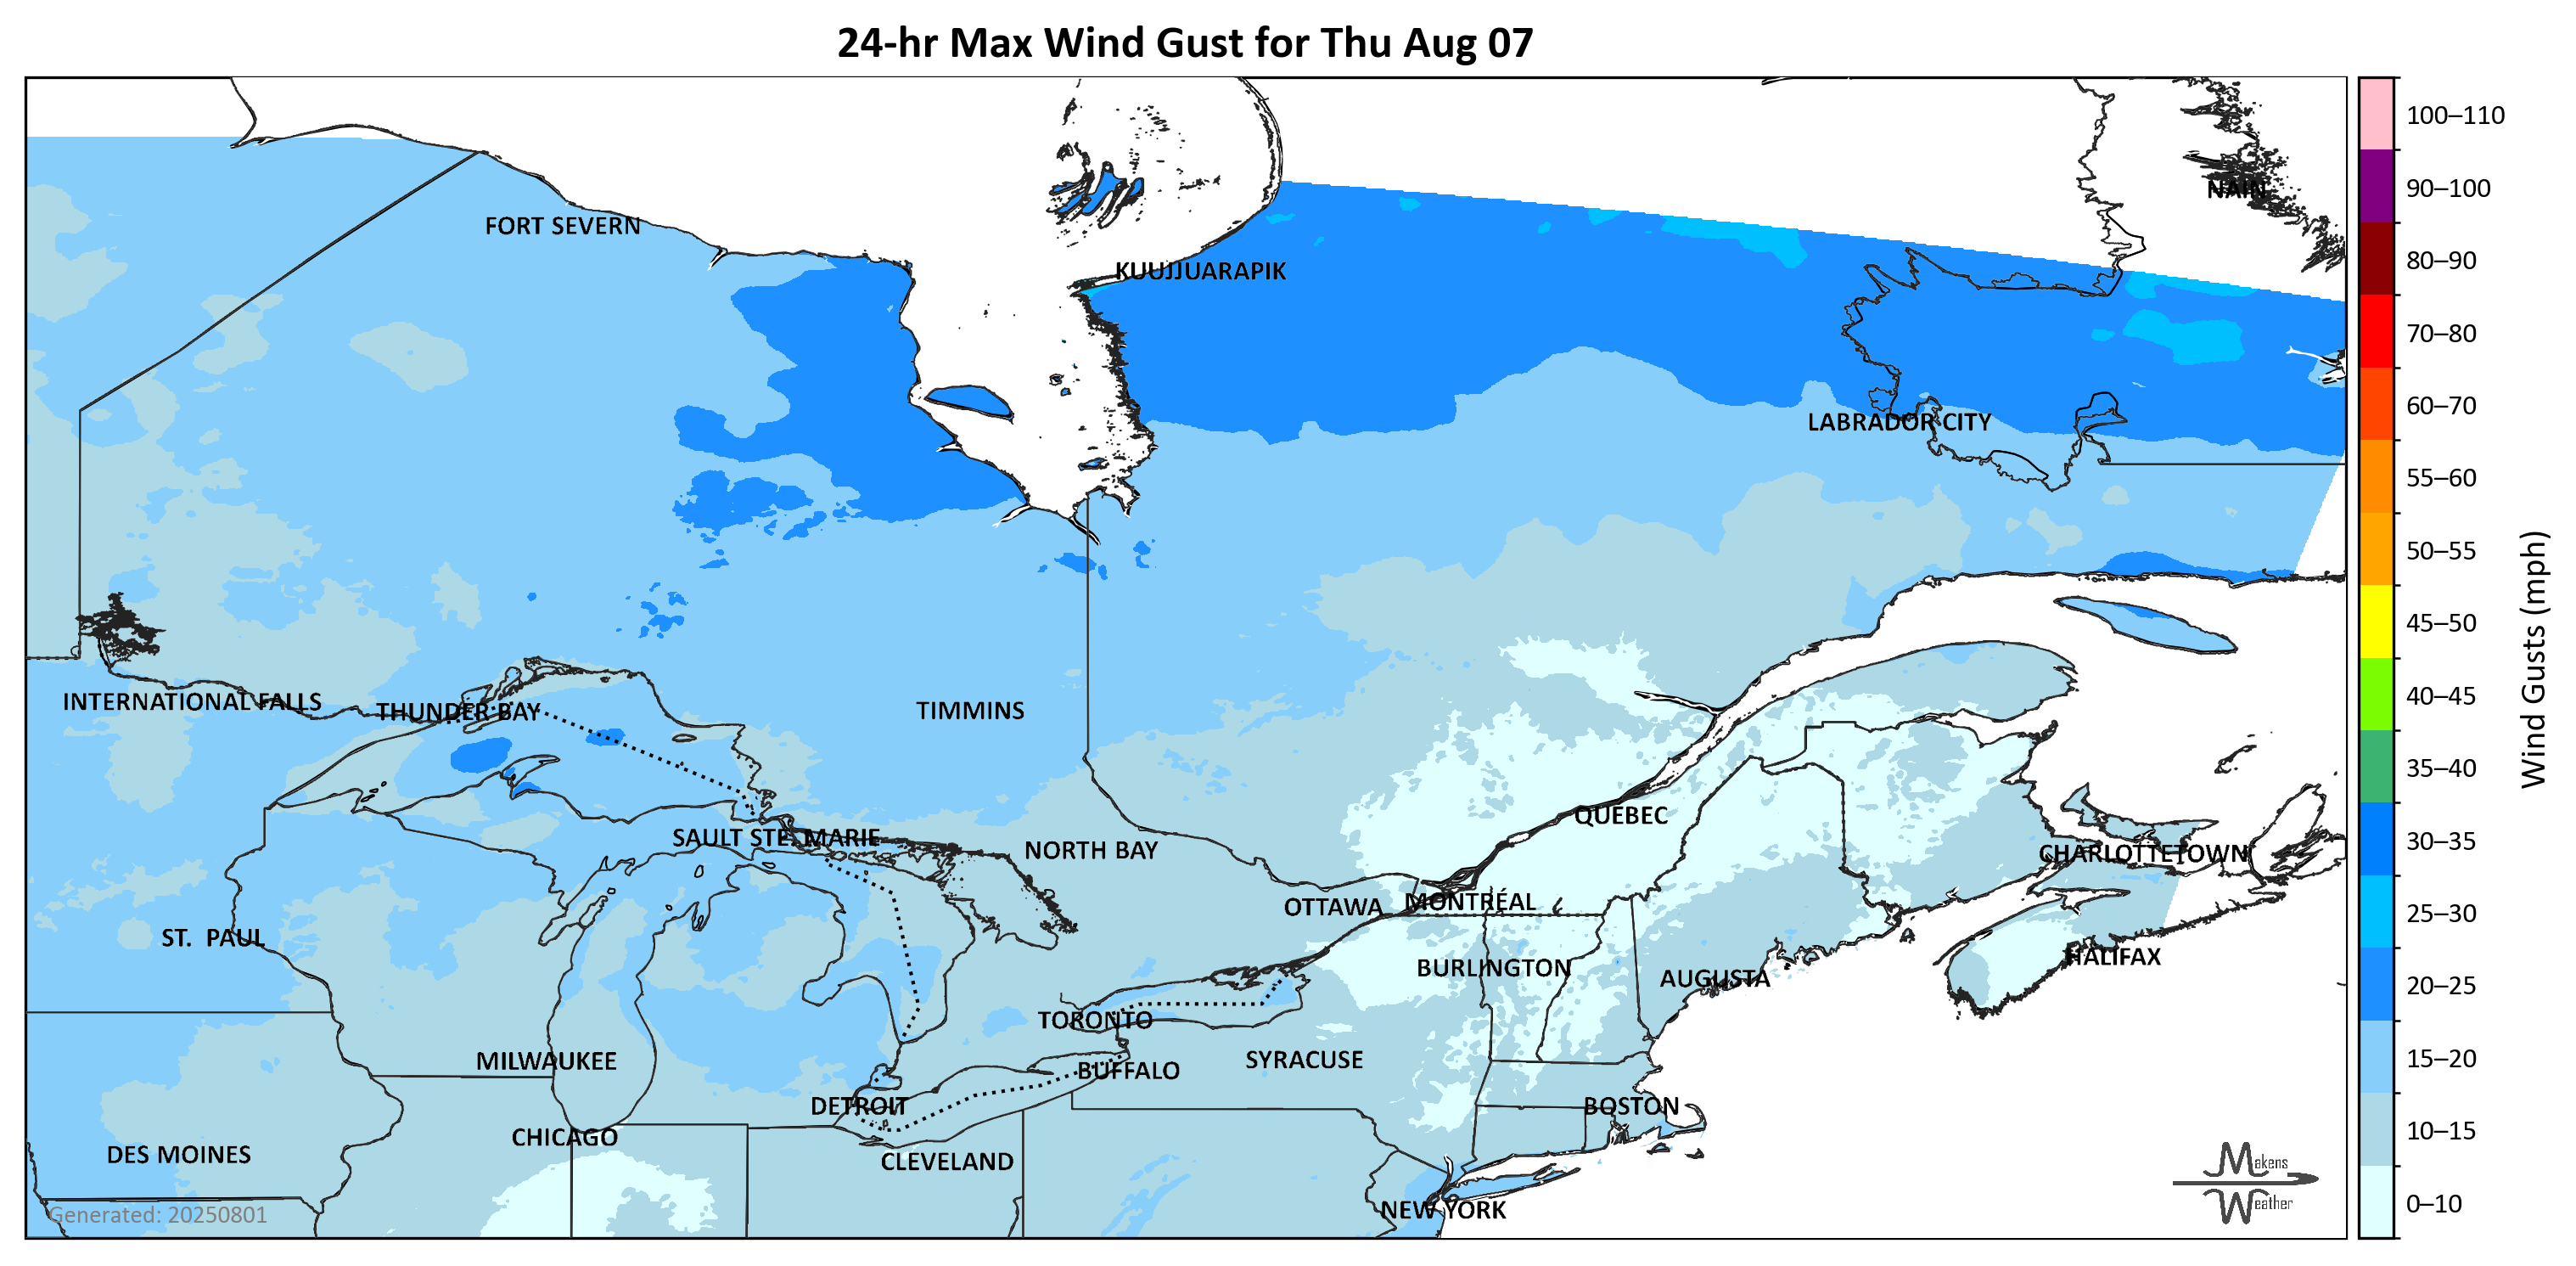 24-hr Max Wind Gust for Thu Aug 07
100–110
90–100
NAIN
FORT SEVERN
80–90
KUUJJUARAPIK
70–80
60–70
LABRADOR CITY
55–60
50–55
45–50
Wind Gusts (mph)
INTERNATIONAL FALLS
THUNDER BAY
TIMMINS
40–45
35–40
QUEBEC
SAULT STE. MARIE
NORTH BAY
CHARLOTTETOWN
30–35
OTTAWA
MONTRÉAL
25–30
ST. PAUL
BURLINGTON
AUGUSTA
HALIFAX
20–25
TORONTO
MILWAUKEE
BUFFALO
SYRACUSE
15–20
DETROIT
BOSTON
10–15
CHICAGO
DES MOINES
CLEVELAND
Makens
Weather
NEW YORK
0–10
Generated: 20250801